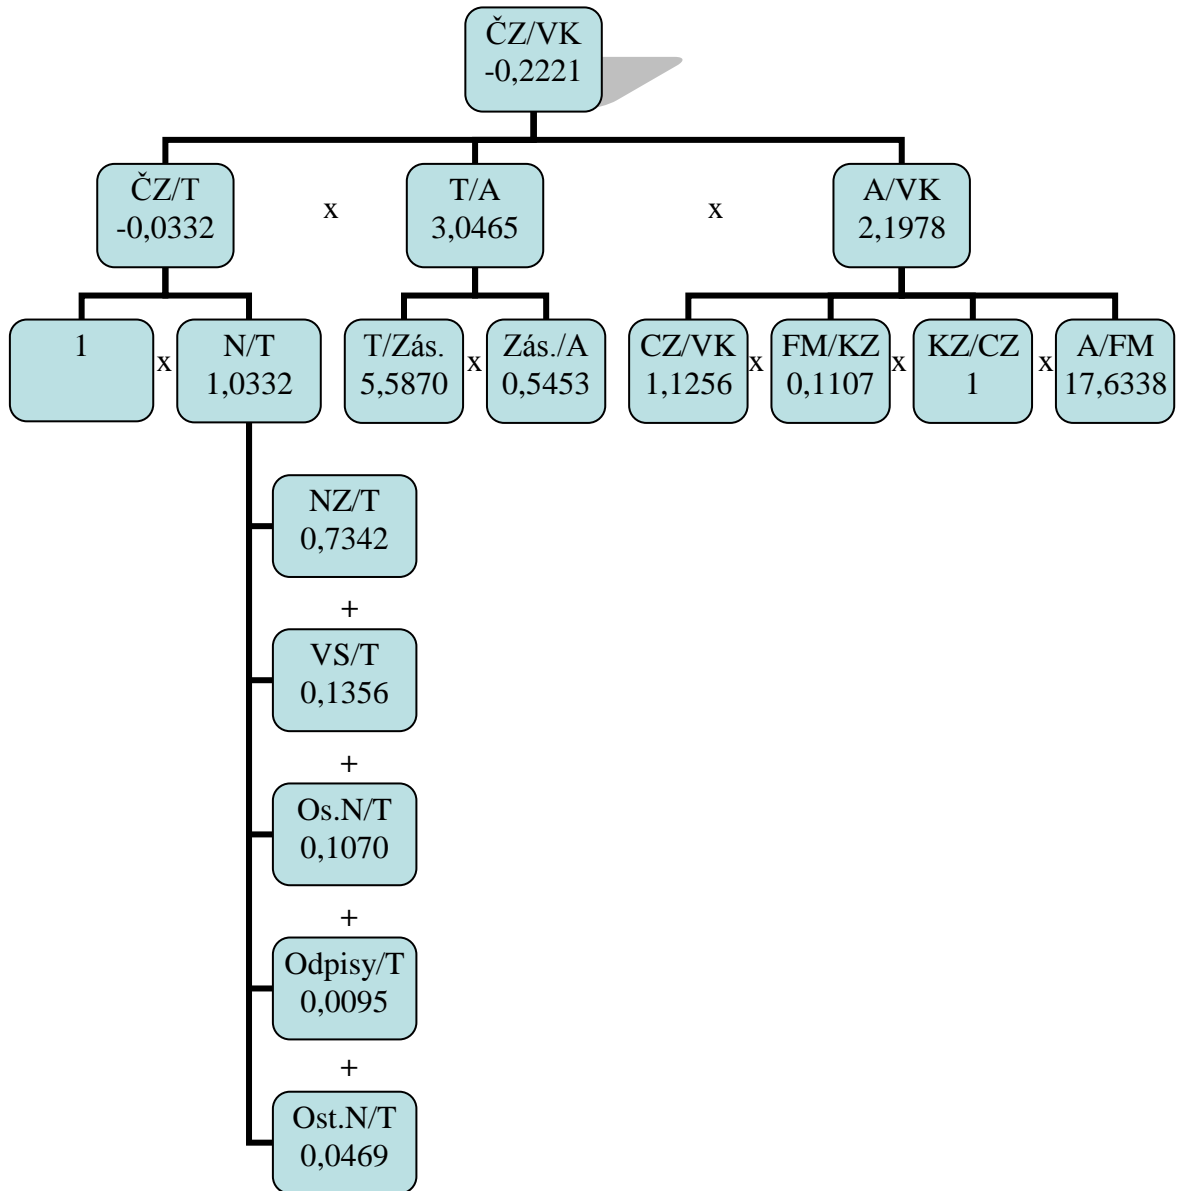 ČZ/VK
-0,2221
ČZ/T
-0,0332
x
T/A
3,0465
x
A/VK
2,1978
1
x
N/T
1,0332
T/Zás.
5,5870
x
Zás./A
0,5453
CZ/VK
1,1256
x
FM/KZ
0,1107
x
KZ/CZ
1
x
A/FM
17,6338
NZ/T
0,7342
+
VS/T
0,1356
+
Os.N/T
0,1070
+
Odpisy/T
0,0095
+
Ost.N/T
0,0469